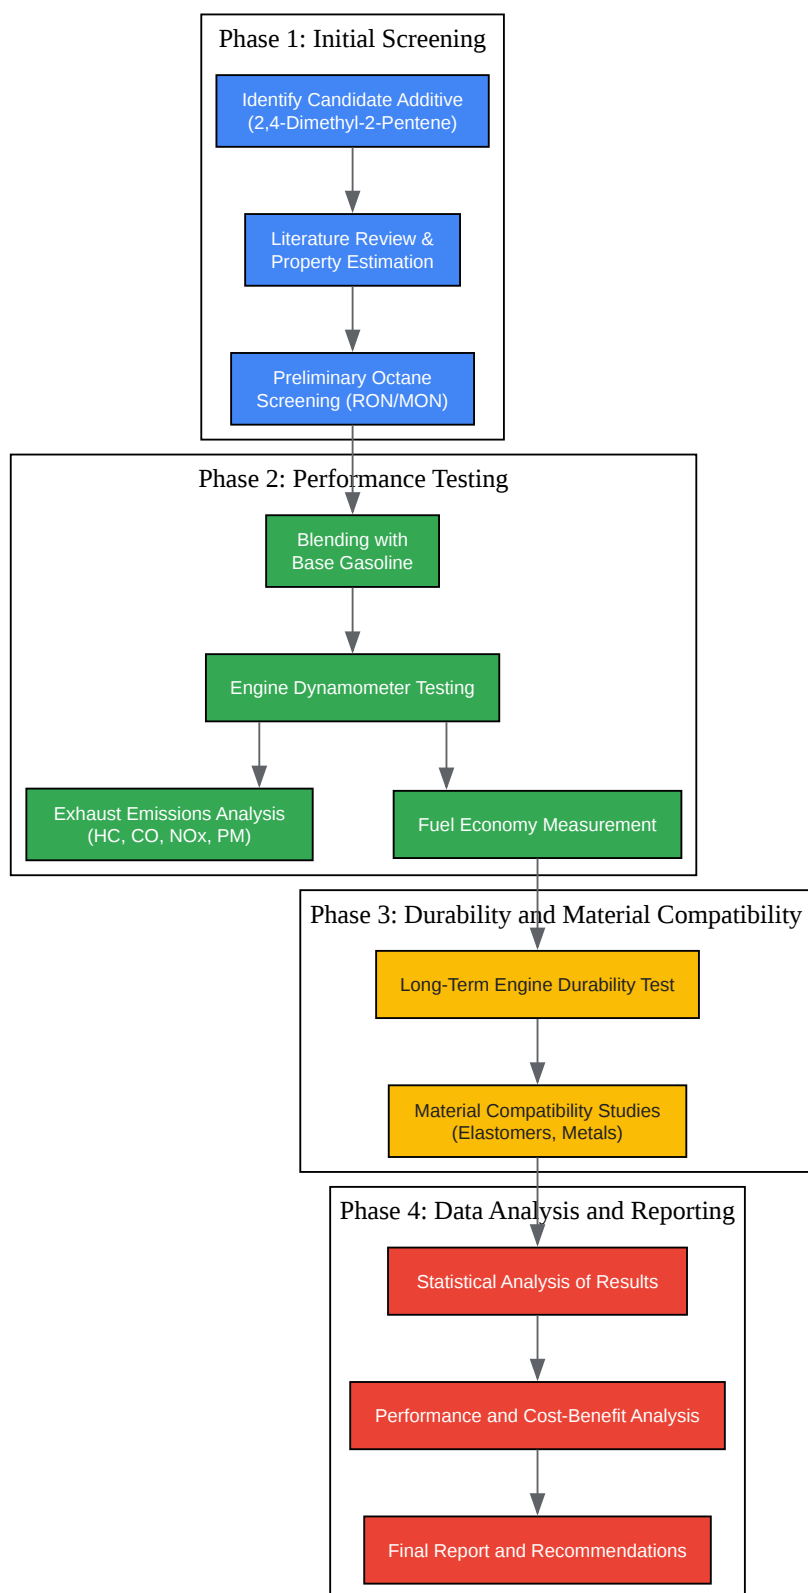 Phase 1: Initial Screening
Identify Candidate Additive
(2,4-Dimethyl-2-Pentene)
Literature Review &
Property Estimation
Preliminary Octane
Screening (RON/MON)
Phase 2: Performance Testing
Blending with
Base Gasoline
Engine Dynamometer Testing
Exhaust Emissions Analysis
(HC, CO, NOx, PM)
Fuel Economy Measurement
Phase 3: Durability and Material Compatibility
Long-Term Engine Durability Test
Material Compatibility Studies
(Elastomers, Metals)
Phase 4: Data Analysis and Reporting
Statistical Analysis of Results
Performance and Cost-Benefit Analysis
Final Report and Recommendations